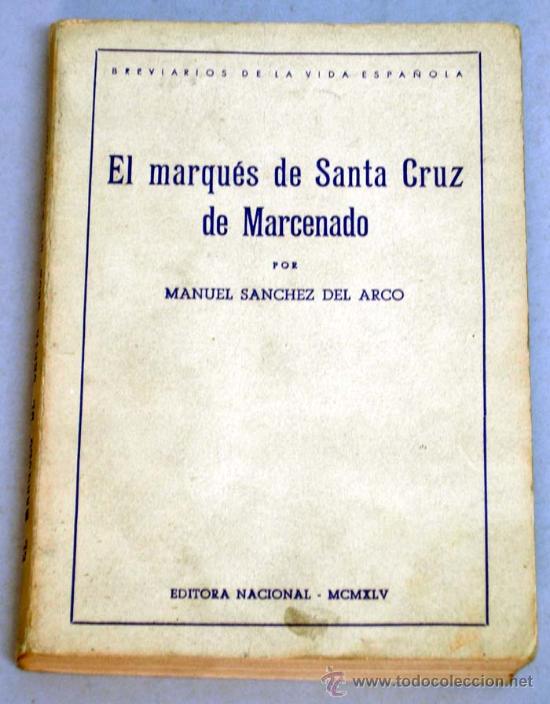 BREVIARIOS DE LA VIDA ESPAÑOLA
El marqués de Santa Cruz
de Marcenado
POR
MANUEL SANCHEZ DEL ARCO
EDITORA NACIONAL - MCMXLV
www.todocoleccion.net